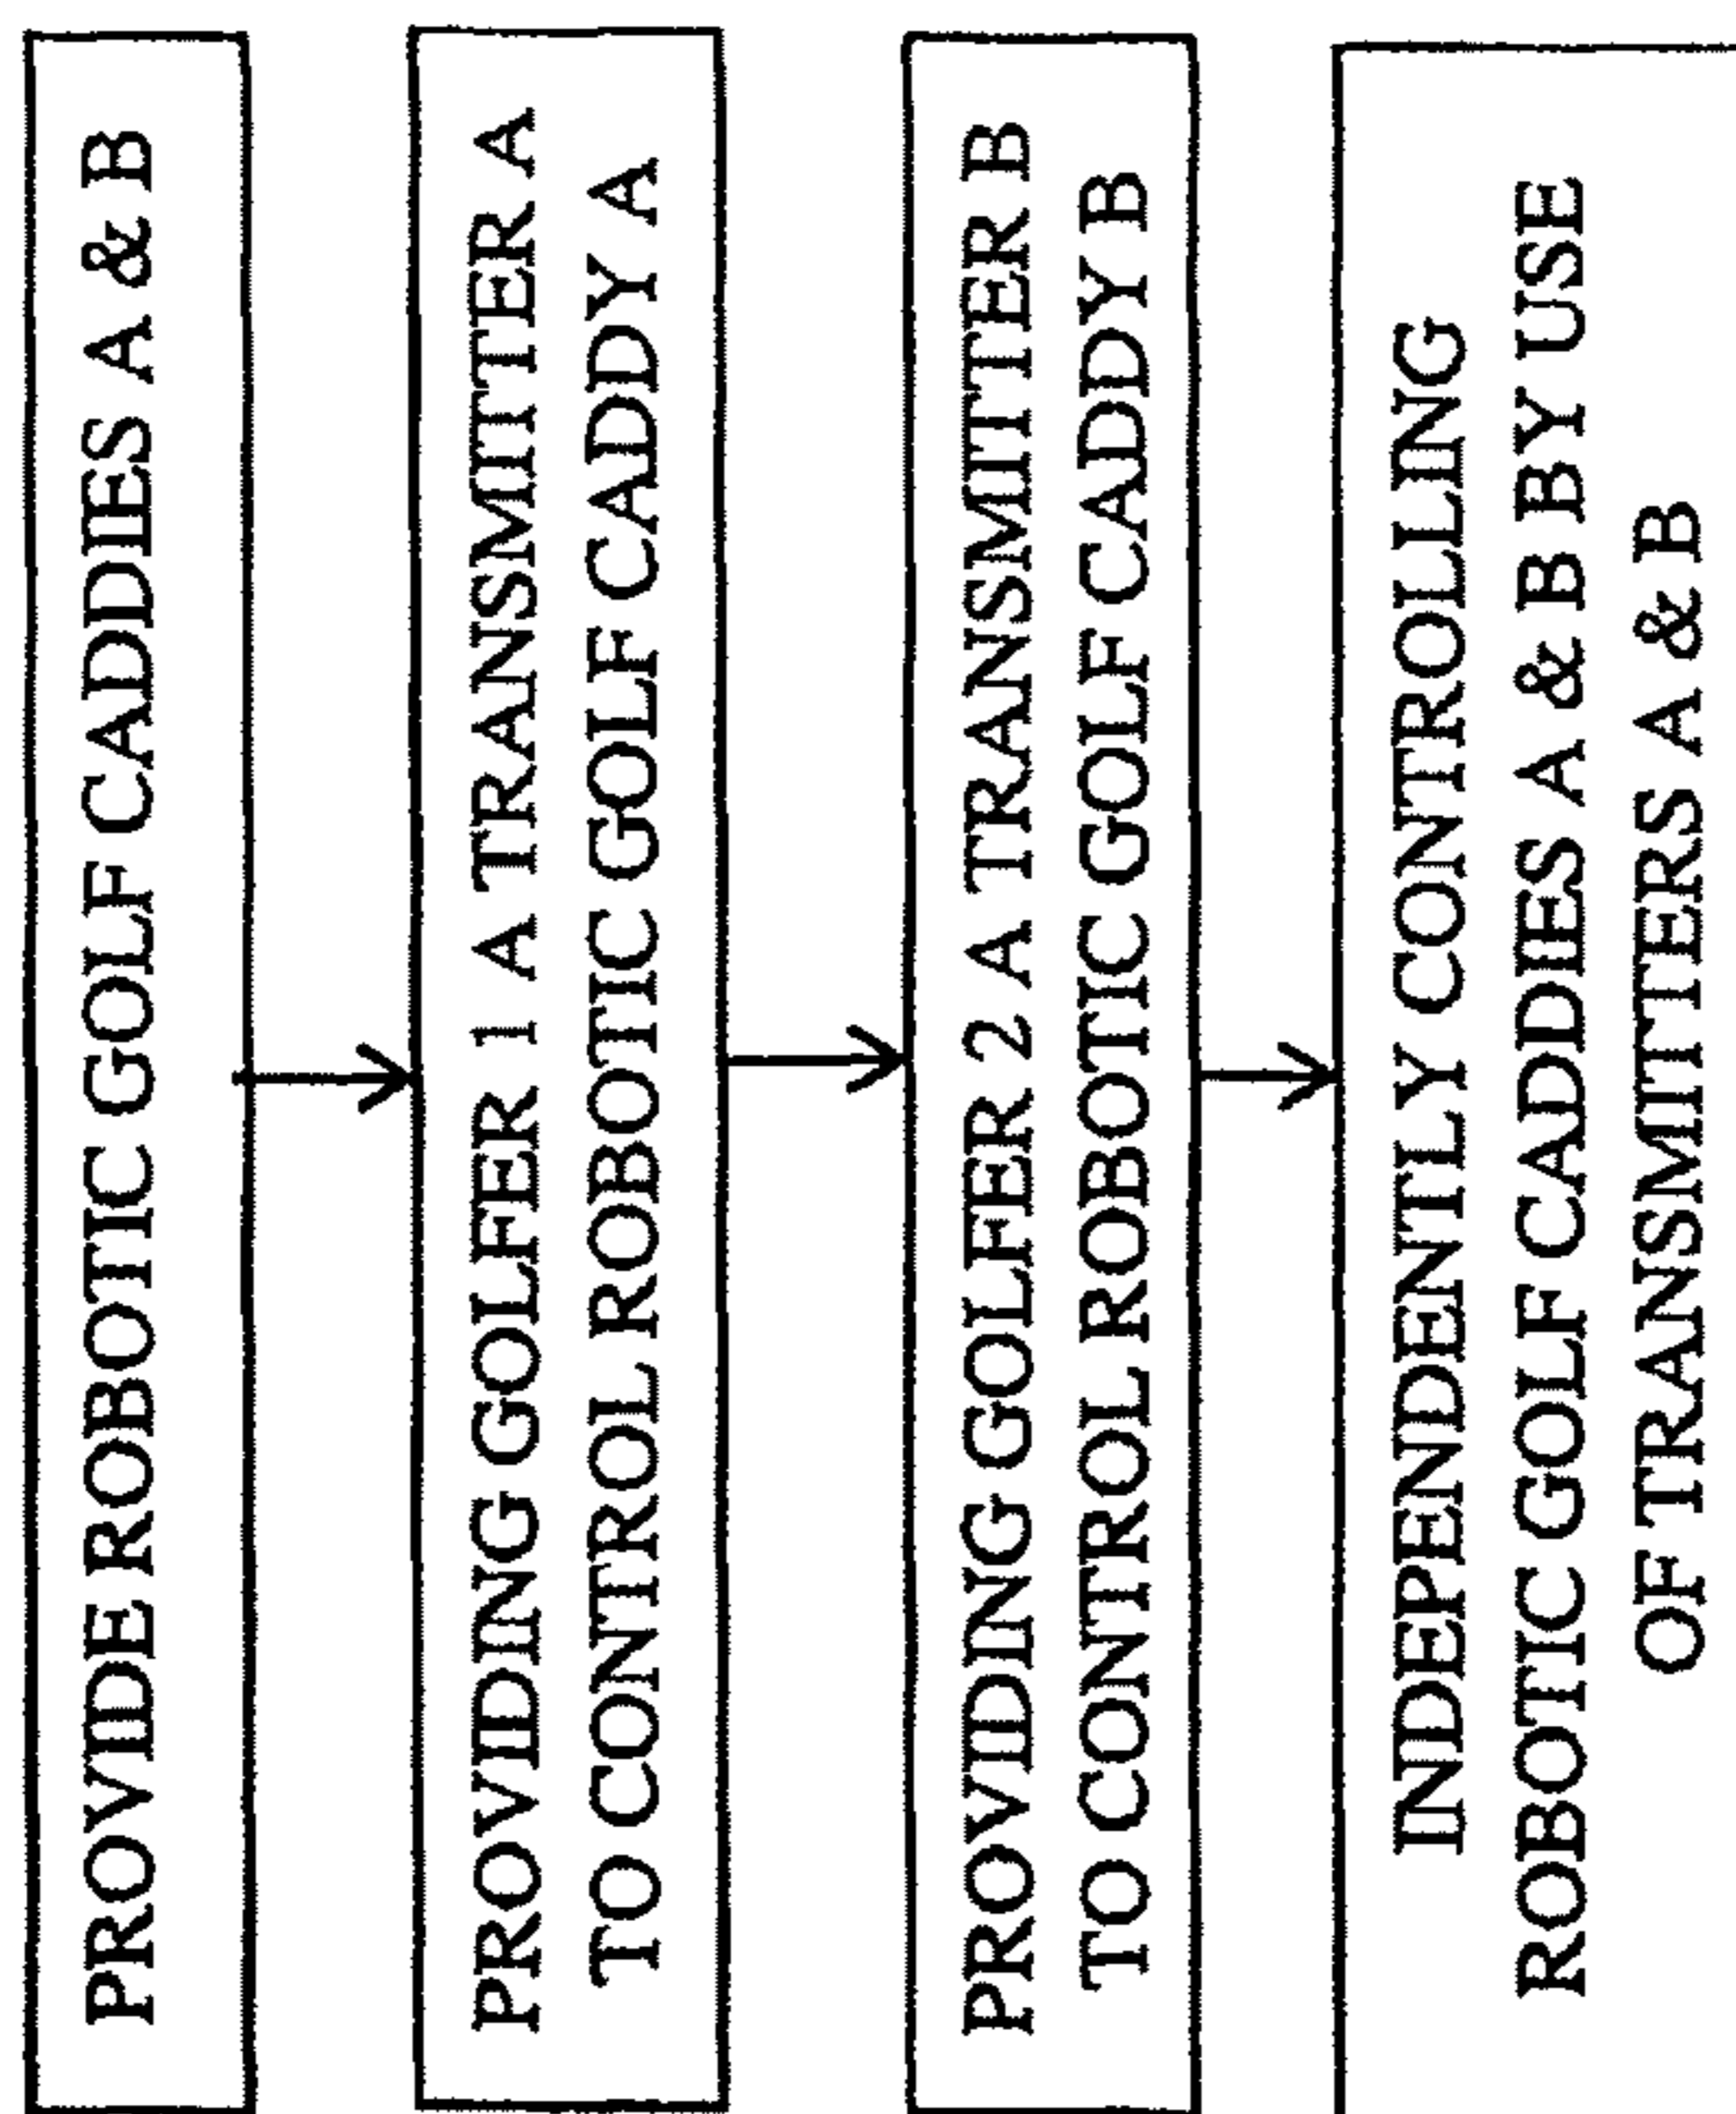 PROVIDE ROBOTIC GOLF CADDIES A & B
PROVIDING GOLFER 1 A TRANSMITTER A
TO CONTROL ROBOTIC GOLF CADDY A
PROVIDING GOLFER 2 A TRANSMITTER B
TO CONTROL ROBOTIC GOLF CADDY B
INDEPENDENTLY CONTROLING
ROBOTIC GOLF CADDIES A & B BY USE
OF TRANSMITTERS A & B